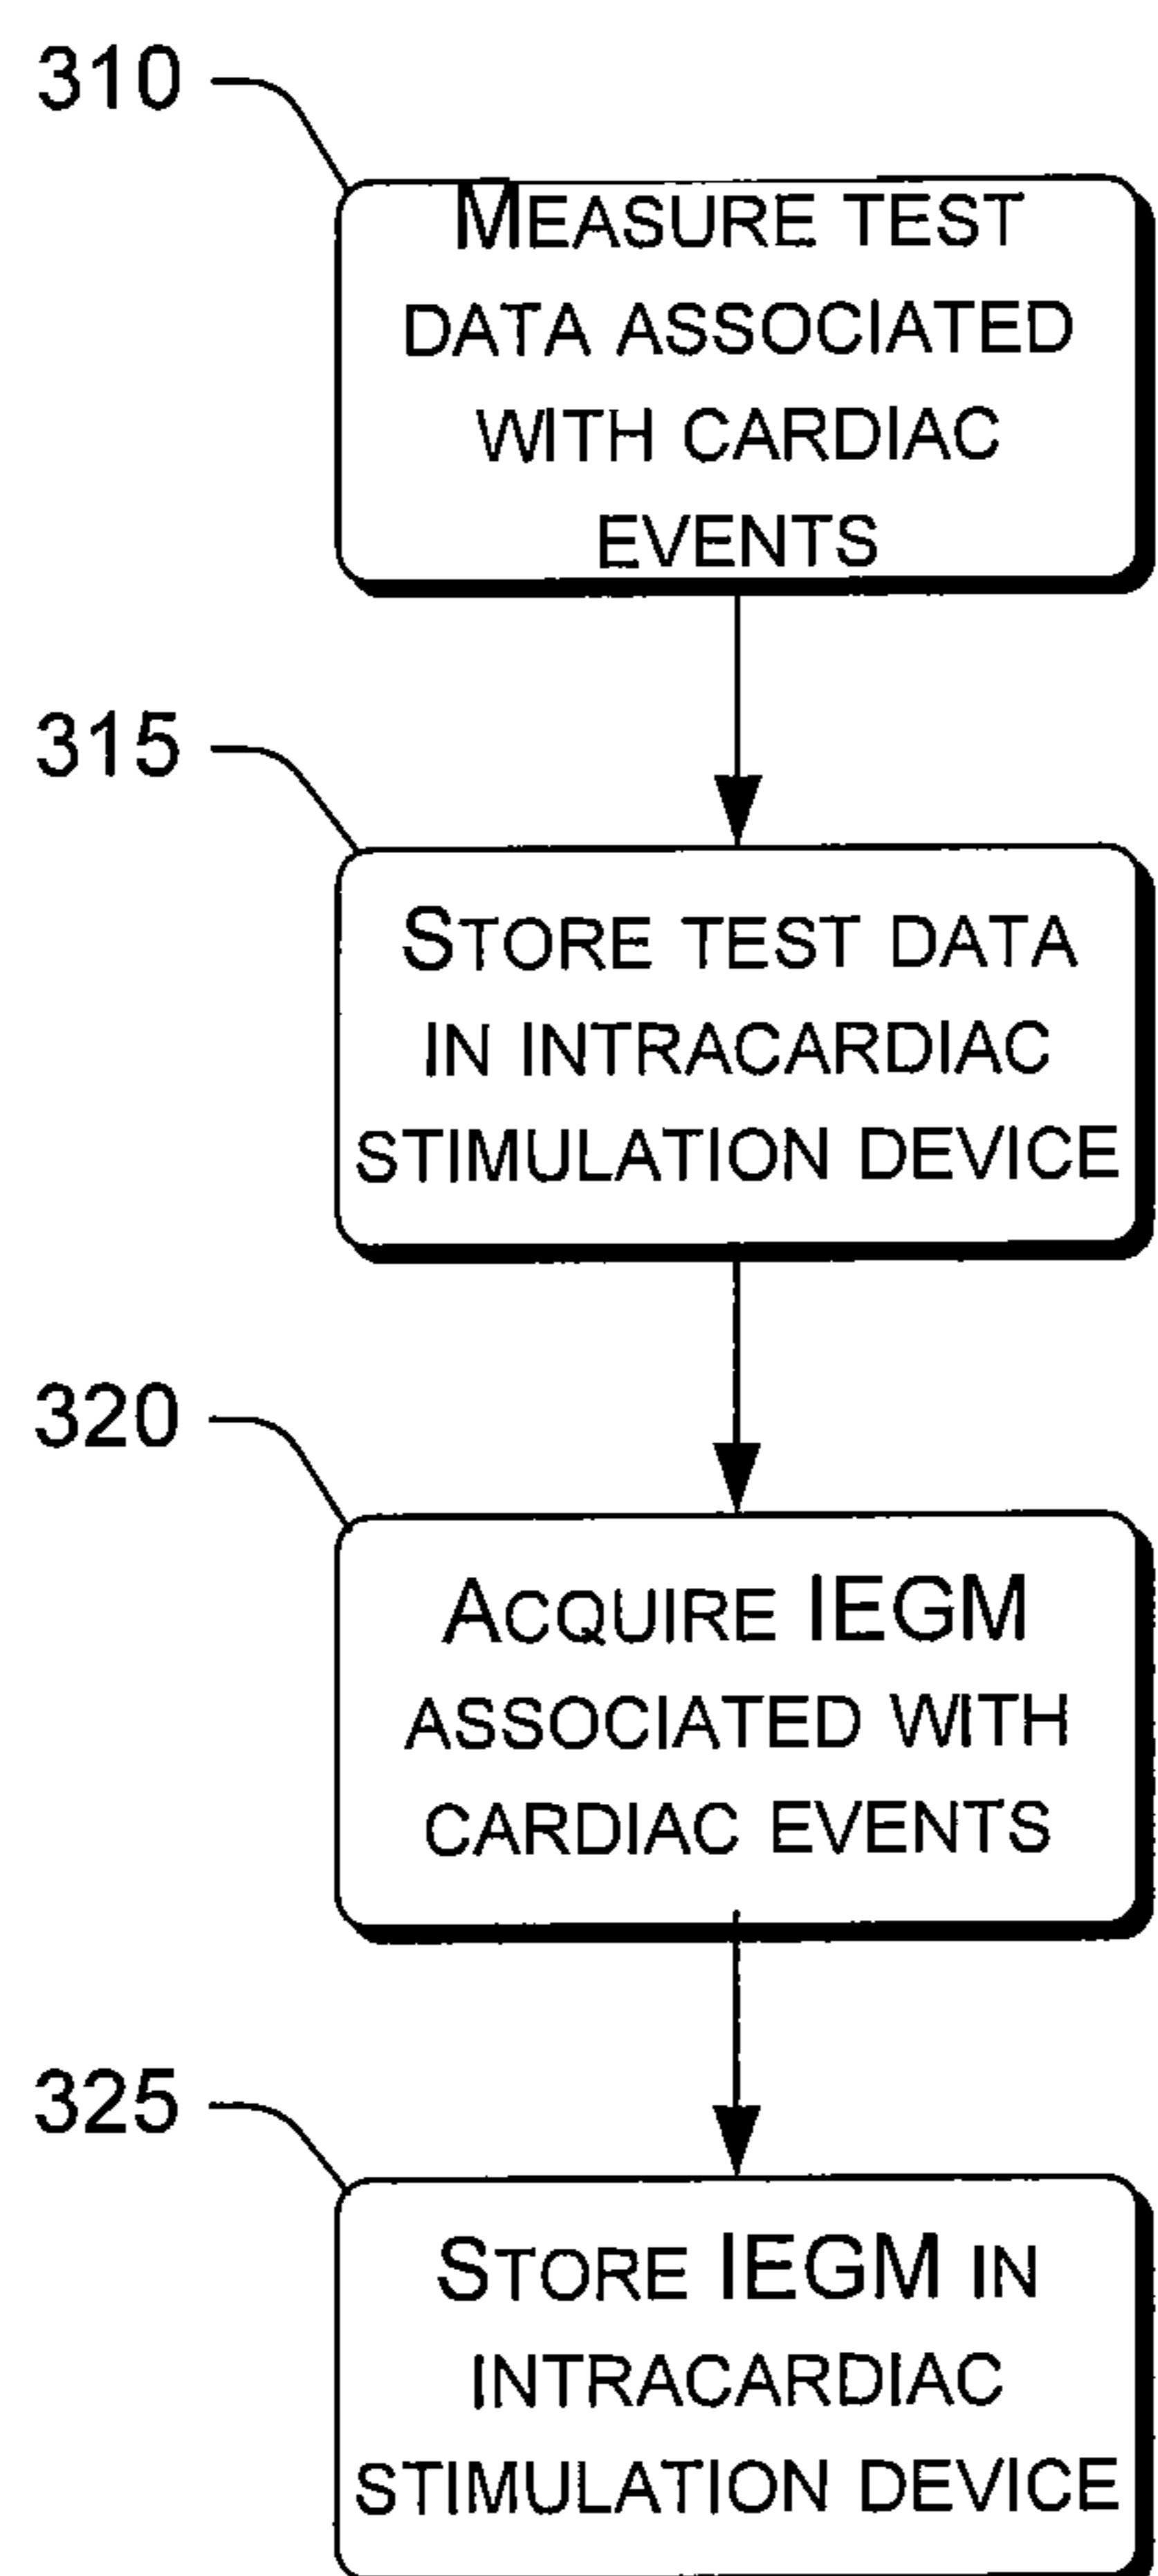 310
MEASURE TEST
DATA ASSOCIATED
WITH CARDIAC
EVENTS
315
STORE TEST DATA
IN INTRACARDIAC
STIMULATION DEVICE
320
ACQUIRE IEGM
ASSOCIATED WITH
CARDIAC EVENTS
325
STORE IEGM IN
INTRACARDIAC
STIMULATION DEVICE